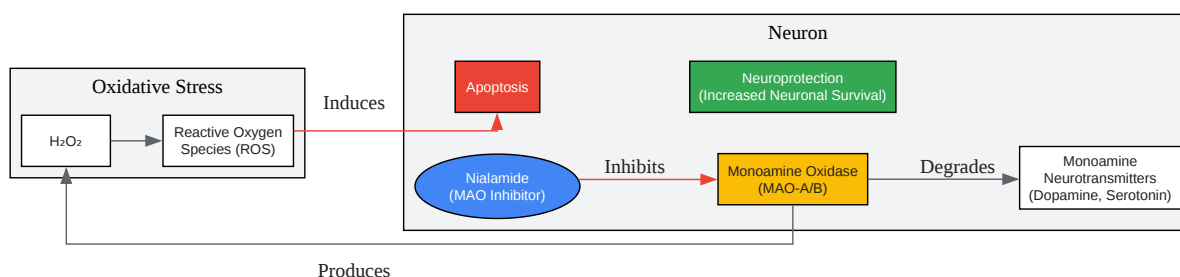 Neuron
Oxidative Stress
H₂O₂
Reactive Oxygen
Species (ROS)
Induces
Apoptosis
Neuroprotection
(Increased Neuronal Survival)
Nialamide
(MAO Inhibitor)
Inhibits
Monoamine Oxidase
(MAO-A/B)
Degrades
Monoamine
Neurotransmitters
(Dopamine, Serotonin)
Produces